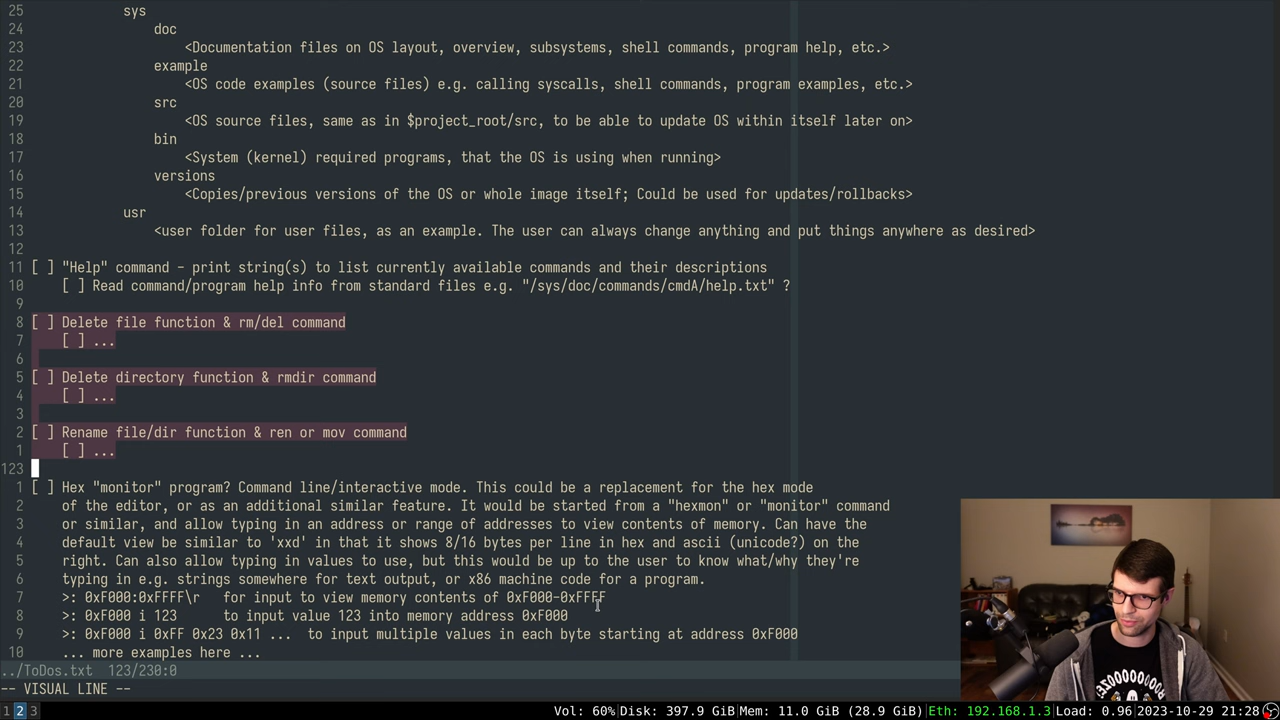 25 sys
24 doc
23 <Documentation files on OS layout, overview, subsystems, shell commands, program help, etc.>
22 example
21 <OS code examples (source files) e.g. calling syscalls, shell commands, program examples, etc.>
20 src
19 <OS source files, same as in $project_root/src, to be able to update OS within itself later on>
18 bin
17 <System (kernel) required programs, that the OS is using when running>
16 versions
15 <Copies/previous versions of the OS or whole image itself; Could be used for updates/rollbacks>
14 usr
13 <user folder for user files, as an example. The user can always change anything and put things anywhere as desired>
12
11 [ ] "Help" command - print string(s) to list currently available commands and their descriptions
10 [ ] Read command/program help info from standard files e.g. "/sys/doc/commands/cmdA/help.txt" ?
9
8 [ ] Delete file function & rm/del command
7 [ ] ...
6
5 [ ] Delete directory function & rmdir command
4 [ ] ...
3
2 [ ] Rename file/dir function & ren or mov command
1 [ ] ...
123
1 [ ] Hex "monitor" program? Command line/interactive mode. This could be a replacement for the hex mode
2 of the editor, or as an additional similar feature. It would be started from a "hexmon" or "monitor" command
3 or similar, and allow typing in an address or range of addresses to view contents of memory. Can have the
4 default view be similar to 'xxd' in that it shows 8/16 bytes per line in hex and ascii (unicode?) on the
5 right. Can also allow typing in values to use, but this would be up to the user to know what/why they're
6 typing in e.g. strings somewhere for text output, or x86 machine code for a program.
7 >: 0xF000:0xFFFF\r for input to view memory contents of 0xF000-0xFFFF
8 >: 0xF000 i 123 to input value 123 into memory address 0xF000
9 >: 0xF000 i 0xFF 0x23 0x11 ... to input multiple values in each byte starting at address 0xF000
10 ... more examples here ...
../ToDos.txt 123/230:0
-- VISUAL LINE --
1 2 3 Vol: 60%|Disk: 397.9 GiB|Mem: 11.0 GiB (28.9 GiB)|Eth: 192.168.1.3|Load: 0.96|2023-10-29 21:28